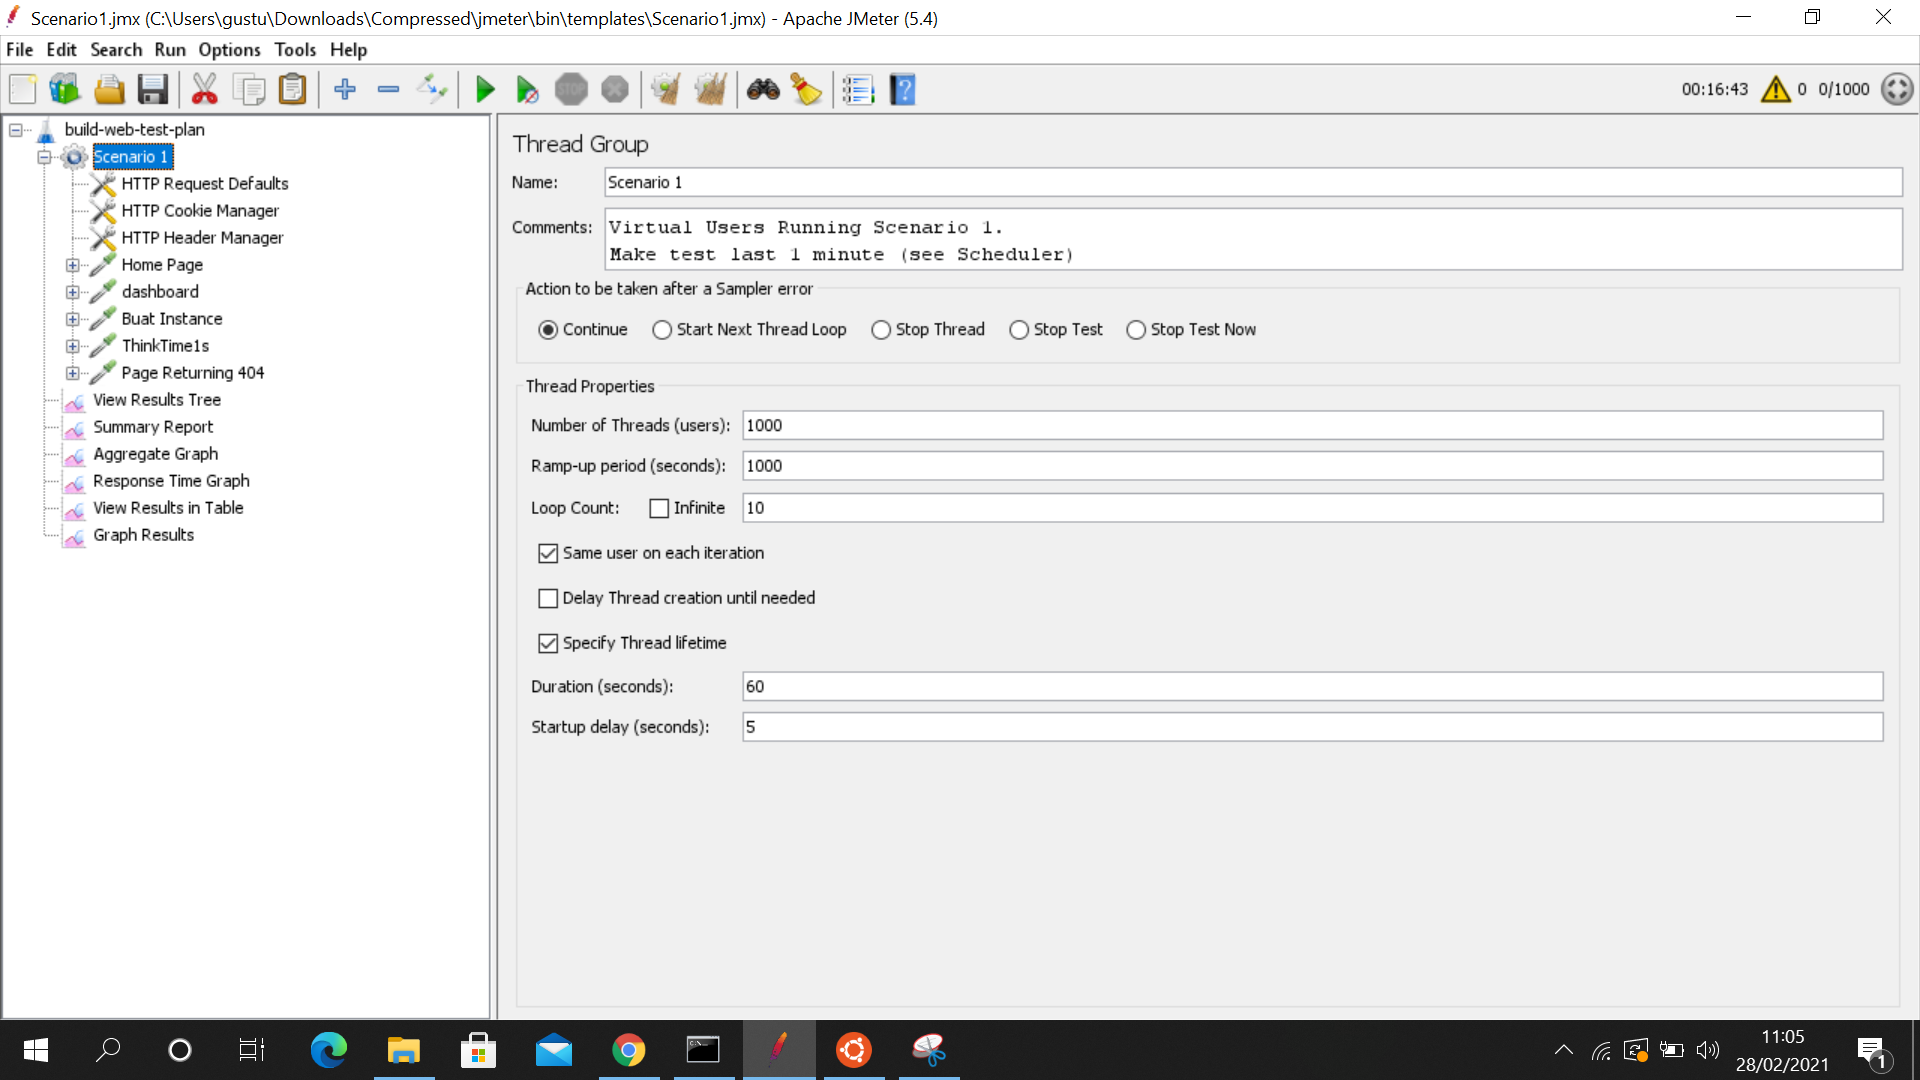 Scenario1.jmx (C:\Users\gustu\Downloads\Compressed\jmeter\bin\templates\Scenario1.jmx) - Apache JMeter (5.4)
File Edit Search Run Options Tools Help
STOP 00:16:43 0 0/1000
build-web-test-plan
Scenario 1
HTTP Request Defaults
HTTP Cookie Manager
HTTP Header Manager
Home Page
dashboard
Buat Instance
ThinkTime1s
Page Returning 404
View Results Tree
Summary Report
Aggregate Graph
Response Time Graph
View Results in Table
Graph Results
Thread Group
Name: Scenario 1
Comments: Virtual Users Running Scenario 1.
Make test last 1 minute (see Scheduler)
Action to be taken after a Sampler error
Continue Start Next Thread Loop Stop Thread Stop Test Stop Test Now
Thread Properties
Number of Threads (users): 1000
Ramp-up period (seconds): 1000
Loop Count: Infinite 10
Same user on each iteration
Delay Thread creation until needed
Specify Thread lifetime
Duration (seconds): 60
Startup delay (seconds): 5
11:05
28/02/2021
1